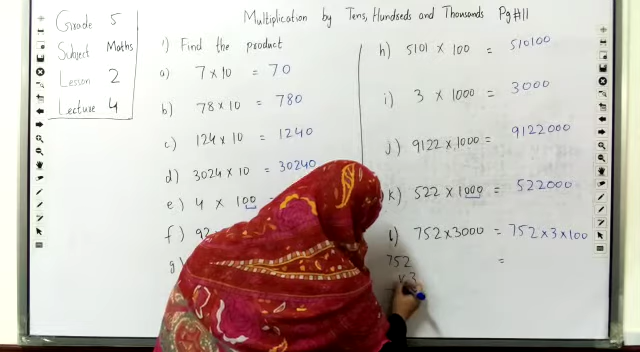 Grade 5
Subject Maths
Lesson 2
Lecture 4
Multiplication by Tens, Hundreds and Thousands Pg#11
1) Find the product
a) 7 × 10 = 70
b) 78 × 10 = 780
c) 124 × 10 = 1240
d) 3024 × 10 = 30240
e) 4 × 100 =
f) 92
g)
h) 5101 × 100 = 510100
i) 3 × 1000 = 3000
j) 9122 × 1000 = 9122000
k) 522 × 1000 = 522000
l) 752 × 3000 = 752 × 3 × 100
752
=
× 3